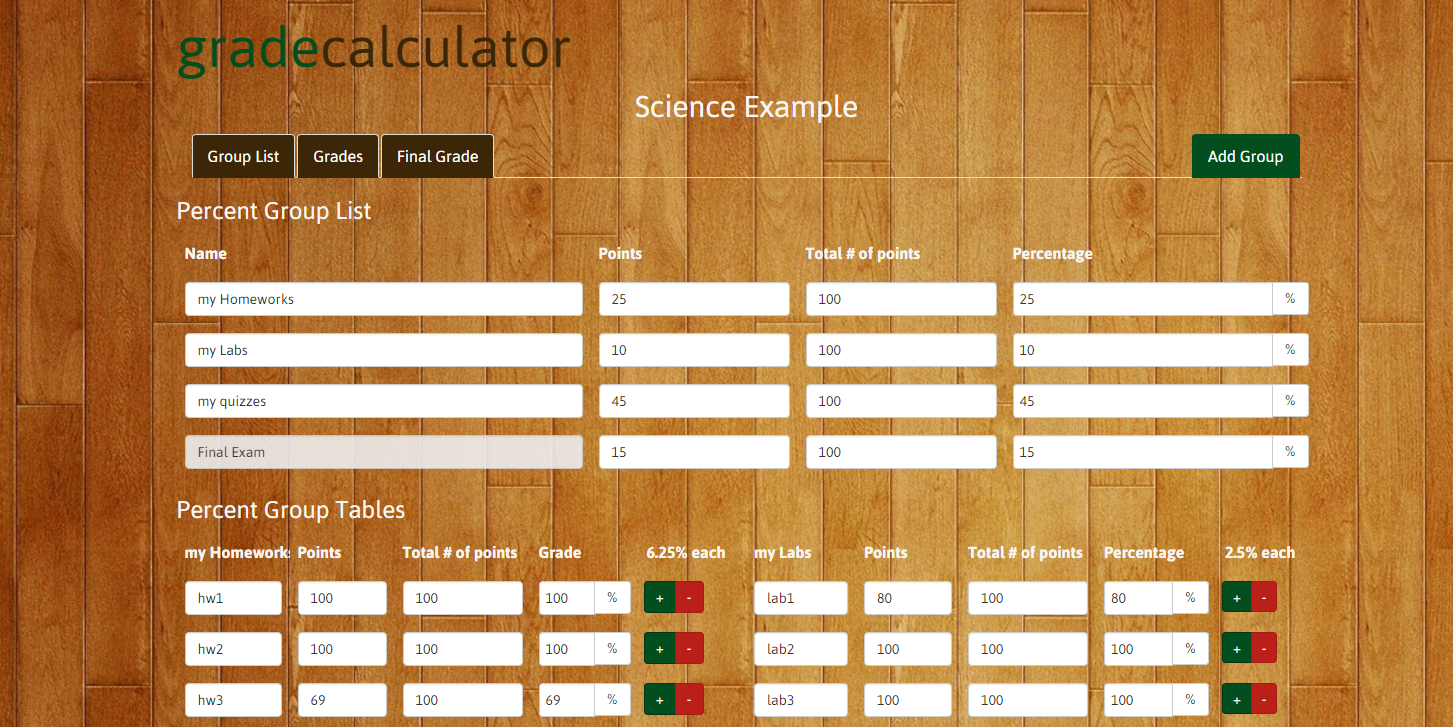 gradecalculator
Science Example
Group List Grades Final Grade Add Group
Percent Group List
Name Points Total # of points Percentage
my Homeworks 25 100 25 %
my Labs 10 100 10 %
my quizzes 45 100 45 %
Final Exam 15 100 15 %
Percent Group Tables
my Homeworks Points Total # of points Grade 6.25% each my Labs Points Total # of points Percentage 2.5% each
hw1 100 100 100 % + - lab1 80 100 80 % + -
hw2 100 100 100 % + - lab2 100 100 100 % + -
hw3 69 100 69 % + - lab3 100 100 100 % + -